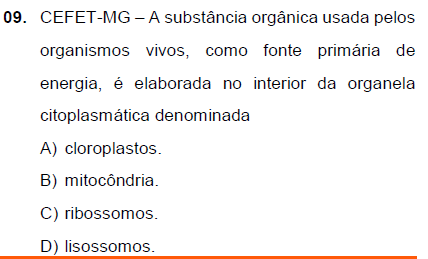 09. CEFET-MG – A substância orgânica usada pelos
organismos vivos, como fonte primária de
energia, é elaborada no interior da organela
citoplasmática denominada
A) cloroplastos.
B) mitocôndria.
C) ribossomos.
D) lisossomos.